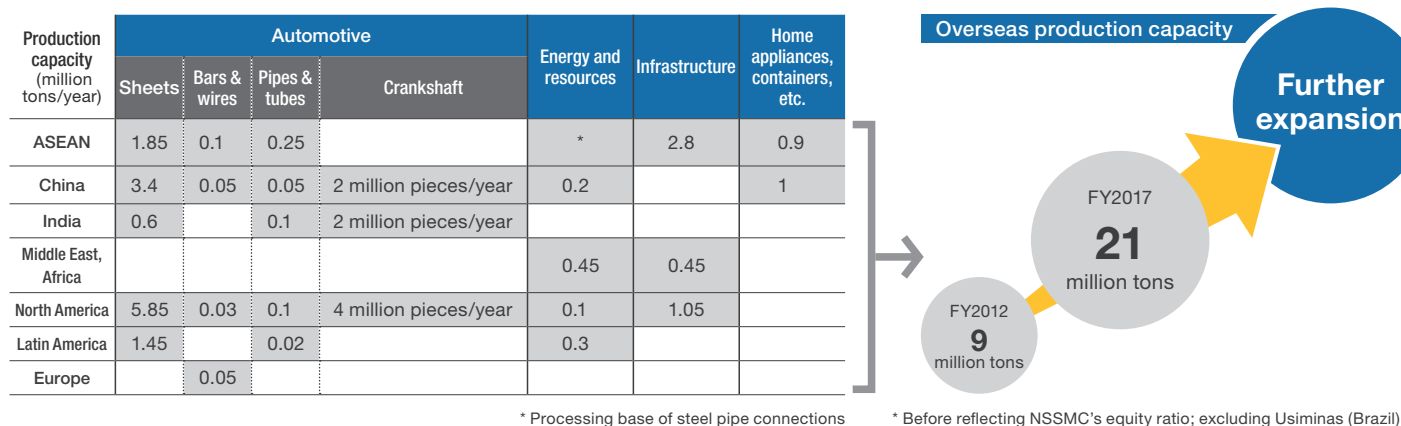 Production
capacity
(million
tons/year)
Automotive
Sheets
Bars &
wires
Pipes &
tubes
Crankshaft
Energy and
resources
Infrastructure
Home
appliances,
containers,
etc.
ASEAN 1.85 0.1 0.25 * 2.8 0.9
China 3.4 0.05 0.05 2 million pieces/year 0.2 1
India 0.6 0.1 2 million pieces/year
Middle East,
Africa
0.45 0.45
North America 5.85 0.03 0.1 4 million pieces/year 0.1 1.05
Latin America 1.45 0.02 0.3
Europe 0.05
* Processing base of steel pipe connections
Overseas production capacity
Further
expansion
FY2017
21
million tons
FY2012
9
million tons
* Before reflecting NSSMC's equity ratio; excluding Usiminas (Brazil)